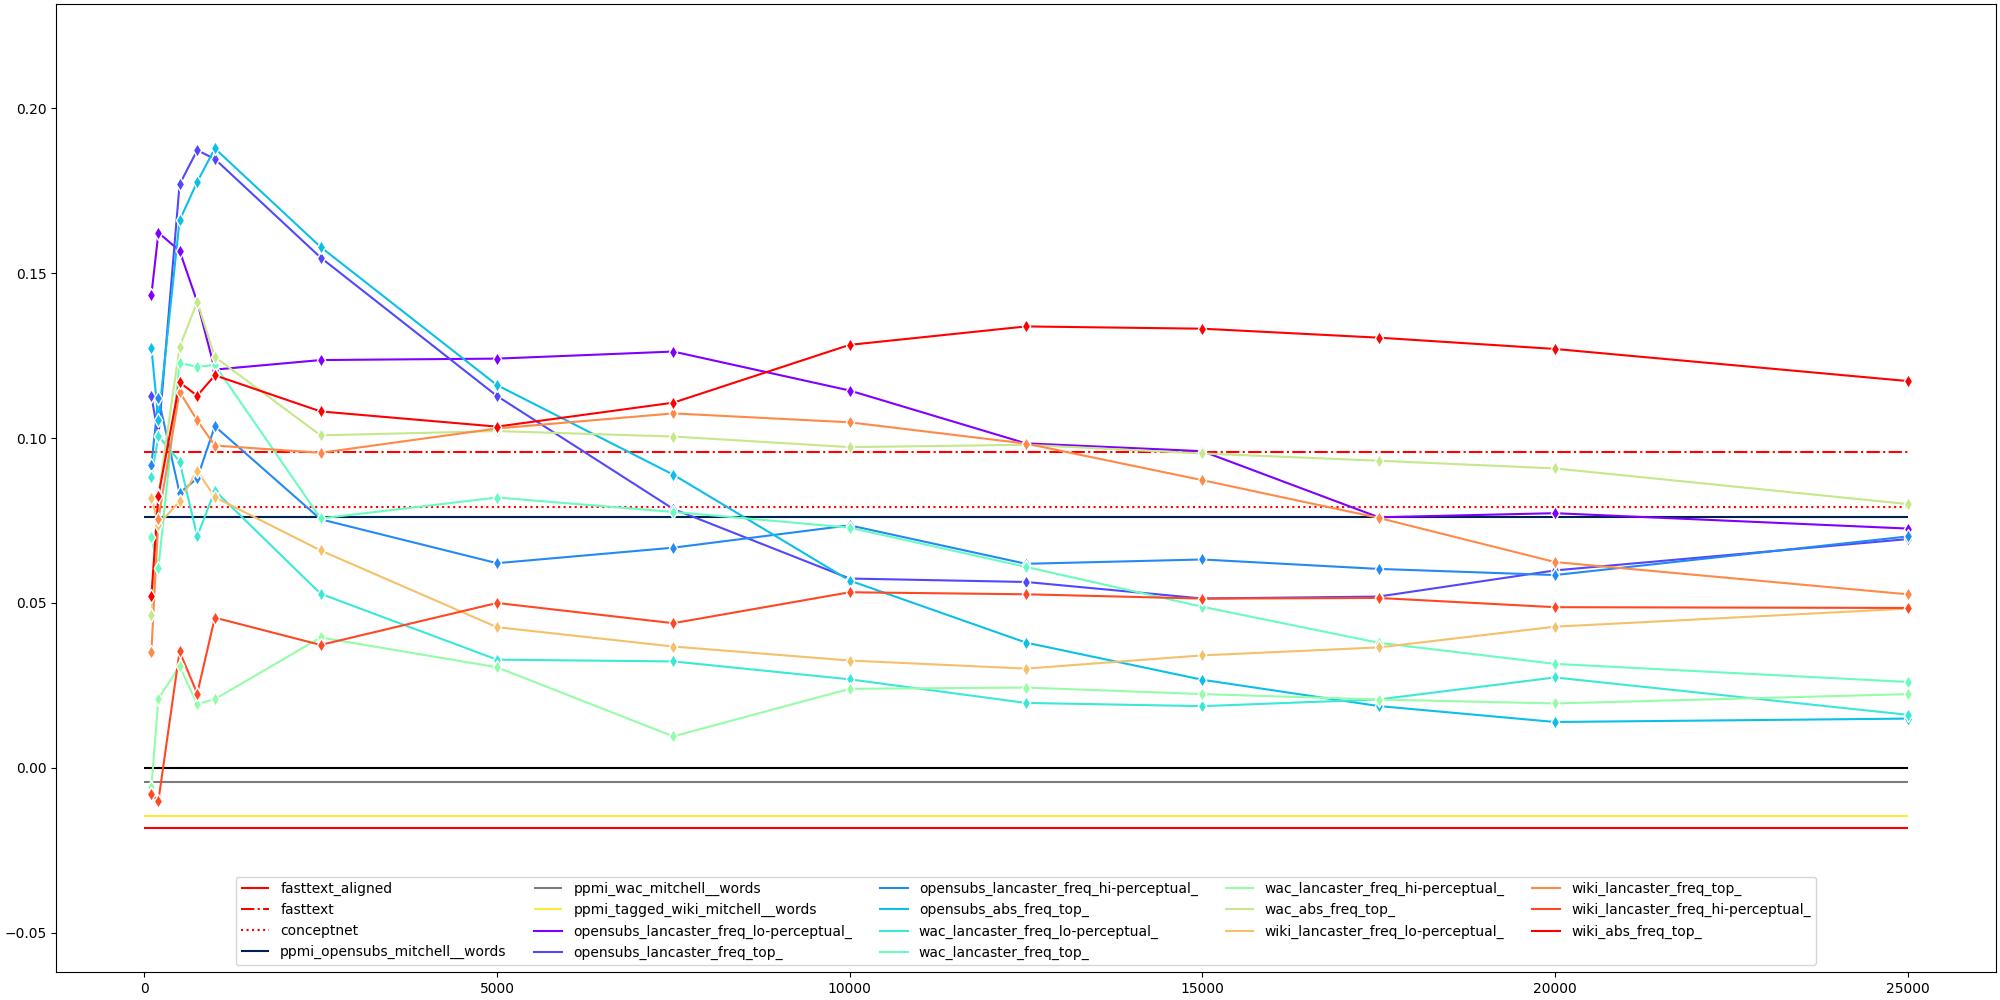 0.20
0.15
0.10
0.05
0.00
−0.05
fasttext_aligned
fasttext
conceptnet
ppmi_opensubs_mitchell__words
ppmi_wac_mitchell__words
ppmi_tagged_wiki_mitchell__words
opensubs_lancaster_freq_lo-perceptual_
opensubs_lancaster_freq_top_
opensubs_lancaster_freq_hi-perceptual_
opensubs_abs_freq_top_
wac_lancaster_freq_lo-perceptual_
wac_lancaster_freq_top_
wac_lancaster_freq_hi-perceptual_
wac_abs_freq_top_
wiki_lancaster_freq_lo-perceptual_
wiki_lancaster_freq_top_
wiki_lancaster_freq_hi-perceptual_
wiki_abs_freq_top_
0 5000 10000 15000 20000 25000